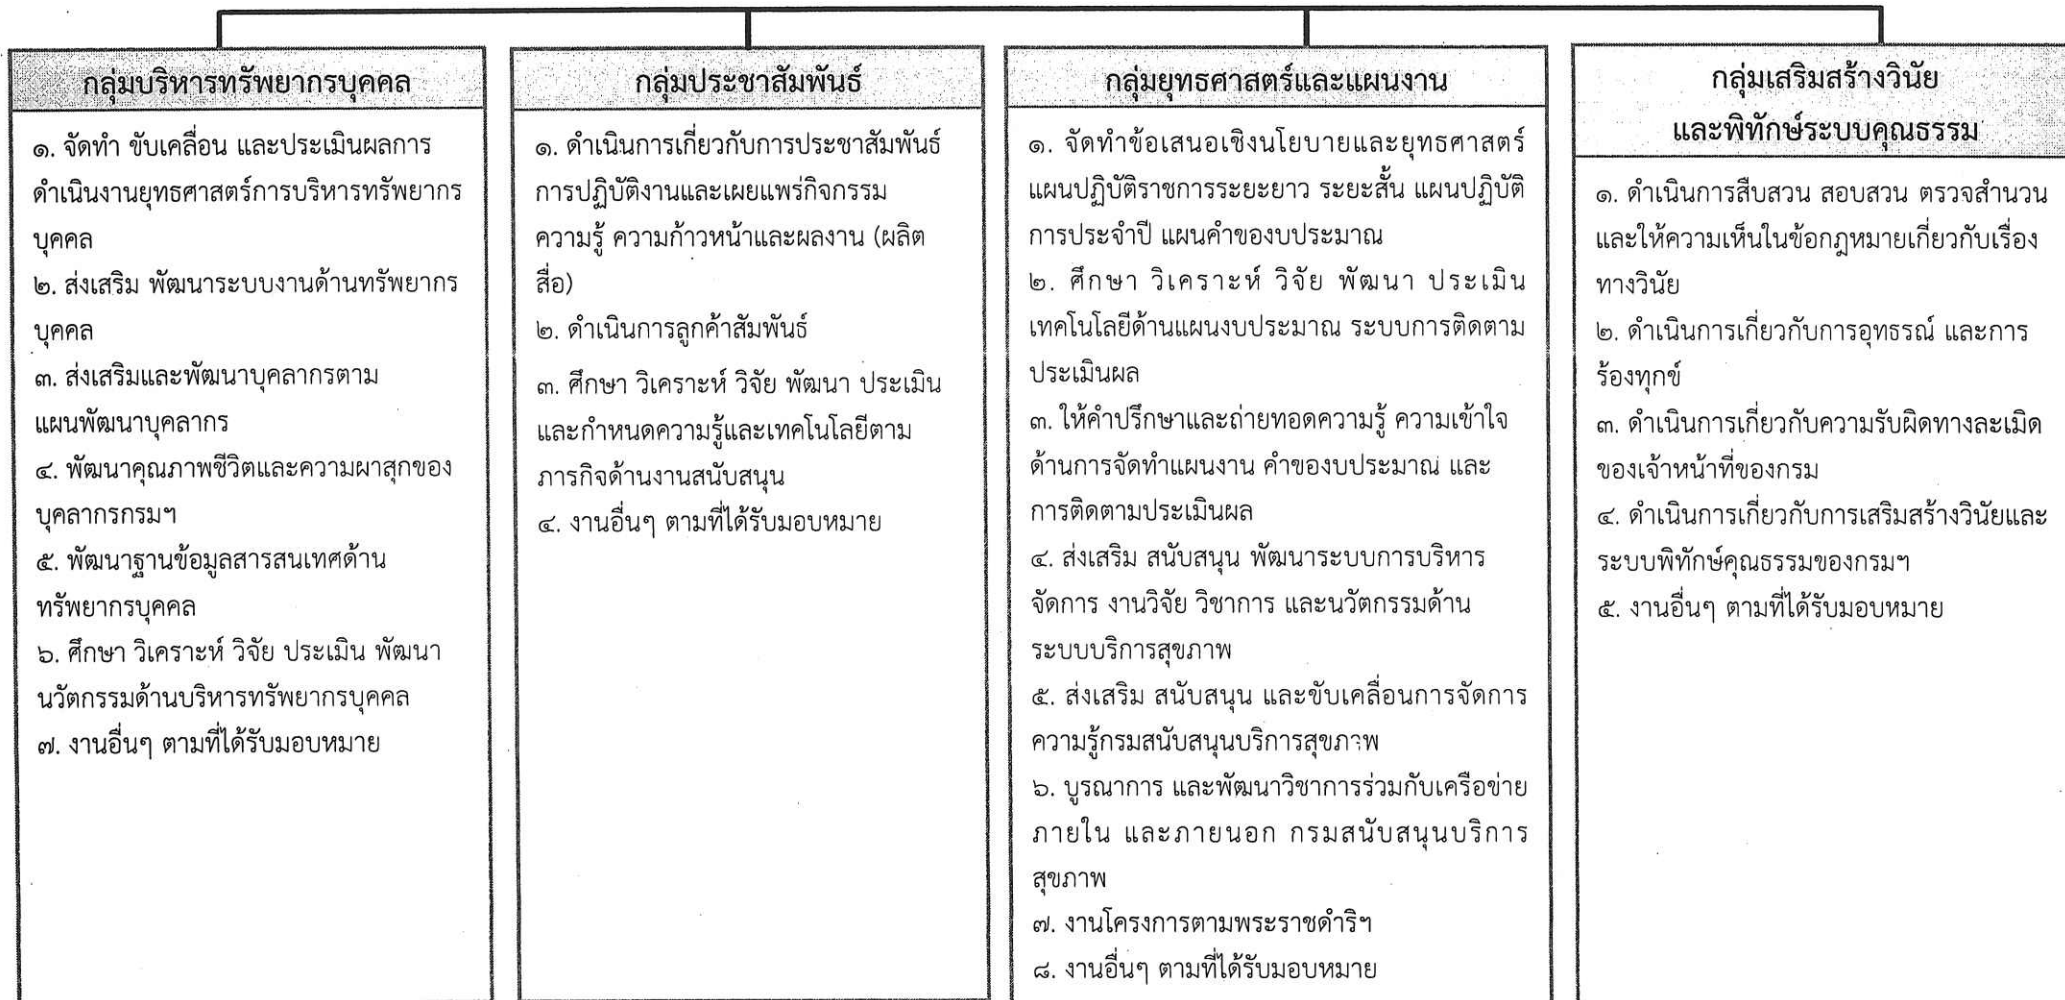 กลุ่มบริหารทรัพยากรบุคคล
๑. จัดทำ ขับเคลื่อน และประเมินผลการ
ดำเนินงานยุทธศาสตร์การบริหารทรัพยากร
บุคคล
๒. ส่งเสริม พัฒนาระบบงานด้านทรัพยากร
บุคคล
๓. ส่งเสริมและพัฒนาบุคลากรตาม
แผนพัฒนาบุคลากร
๔. พัฒนาคุณภาพชีวิตและความผาสุกของ
บุคลากรกรมฯ
๕. พัฒนาฐานข้อมูลสารสนเทศด้าน
ทรัพยากรบุคคล
๖. ศึกษา วิเคราะห์ วิจัย ประเมิน พัฒนา
นวัตกรรมด้านบริหารทรัพยากรบุคคล
๗. งานอื่นๆ ตามที่ได้รับมอบหมาย
กลุ่มประชาสัมพันธ์
๑. ดำเนินการเกี่ยวกับการประชาสัมพันธ์
การปฏิบัติงานและเผยแพร่กิจกรรม
ความรู้ ความก้าวหน้าและผลงาน (ผลิต
สื่อ)
๒. ดำเนินการลูกค้าสัมพันธ์
๓. ศึกษา วิเคราะห์ วิจัย พัฒนา ประเมิน
และกำหนดความรู้และเทคโนโลยีตาม
ภารกิจด้านงานสนับสนุน
๔. งานอื่นๆ ตามที่ได้รับมอบหมาย
กลุ่มยุทธศาสตร์และแผนงาน
๑. จัดทำข้อเสนอเชิงนโยบายและยุทธศาสตร์
แผนปฏิบัติราชการระยะยาว ระยะสั้น แผนปฏิบัติ
การประจำปี แผนคำของบประมาณ
๒. ศึกษา วิเคราะห์ วิจัย พัฒนา ประเมิน
เทคโนโลยีด้านแผนงบประมาณ ระบบการติดตาม
ประเมินผล
๓. ให้คำปรึกษาและถ่ายทอดความรู้ ความเข้าใจ
ด้านการจัดทำแผนงาน คำของบประมาณ และ
การติดตามประเมินผล
๔. ส่งเสริม สนับสนุน พัฒนาระบบการบริหาร
จัดการ งานวิจัย วิชาการ และนวัตกรรมด้าน
ระบบบริการสุขภาพ
๕. ส่งเสริม สนับสนุน และขับเคลื่อนการจัดการ
ความรู้กรมสนับสนุนบริการสุขภาพ
๖. บูรณาการ และพัฒนาวิชาการร่วมกับเครือข่าย
ภายใน และภายนอก กรมสนับสนุนบริการ
สุขภาพ
๗. งานโครงการตามพระราชดำริฯ
๘. งานอื่นๆ ตามที่ได้รับมอบหมาย
กลุ่มเสริมสร้างวินัย
และพิทักษ์ระบบคุณธรรม
๑. ดำเนินการสืบสวน สอบสวน ตรวจสำนวน
และให้ความเห็นในข้อกฎหมายเกี่ยวกับเรื่อง
ทางวินัย
๒. ดำเนินการเกี่ยวกับการอุทธรณ์ และการ
ร้องทุกข์
๓. ดำเนินการเกี่ยวกับความรับผิดทางละเมิด
ของเจ้าหน้าที่ของกรม
๔. ดำเนินการเกี่ยวกับการเสริมสร้างวินัยและ
ระบบพิทักษ์คุณธรรมของกรมฯ
๕. งานอื่นๆ ตามที่ได้รับมอบหมาย